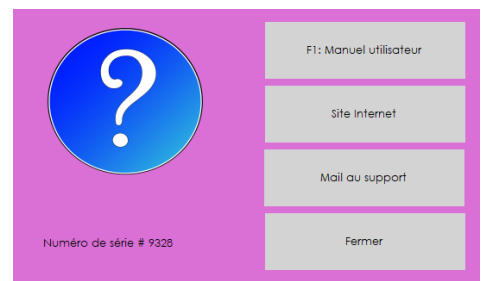 ?
F1: Manuel utilisateur
Site Internet
Mail au support
Numéro de série # 9328
Fermer